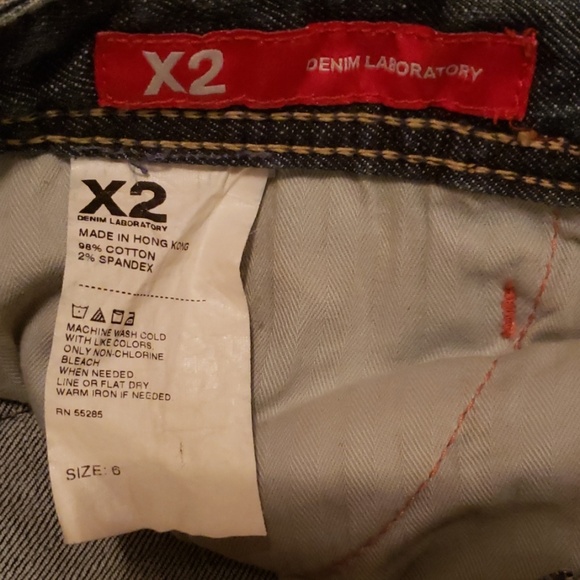 X2 DENIM LABORATORY
X2
DENIM LABORATORY
MADE IN HONG KONG
98% COTTON
2% SPANDEX
MACHINE WASH COLD
WITH LIKE COLORS.
ONLY NON-CHLORINE
BLEACH
WHEN NEEDED
LINE OR FLAT DRY
WARM IRON IF NEEDED
RN 55285
SIZE: 6